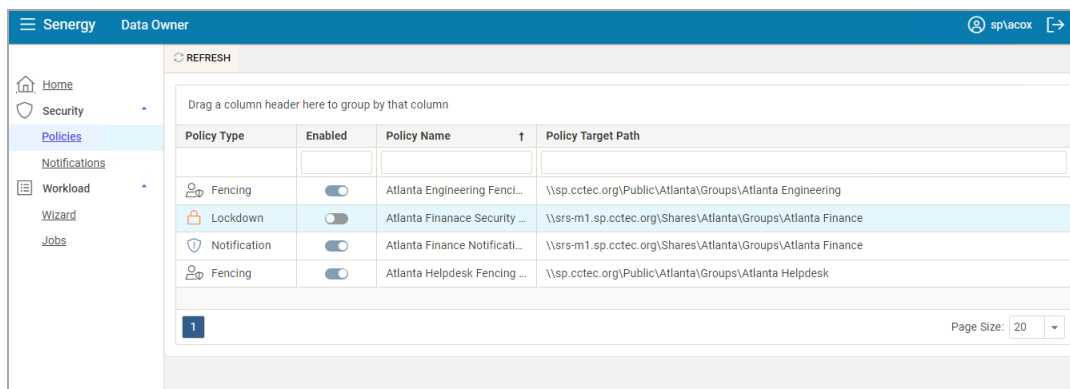 Senergy Data Owner sp\acox
REFRESH
Home
Security
Policies
Notifications
Workload
Wizard
Jobs
Drag a column header here to group by that column
Policy Type Enabled Policy Name ↑ Policy Target Path
Fencing Atlanta Engineering Fenci... \\sp.cctec.org\Public\Atlanta\Groups\Atlanta Engineering
Lockdown Atlanta Finanace Security ... \\srs-m1.sp.cctec.org\Shares\Atlanta\Groups\Atlanta Finance
Notification Atlanta Finance Notificati... \\srs-m1.sp.cctec.org\Shares\Atlanta\Groups\Atlanta Finance
Fencing Atlanta Helpdesk Fencing ... \\sp.cctec.org\Public\Atlanta\Groups\Atlanta Helpdesk
1 Page Size: 20